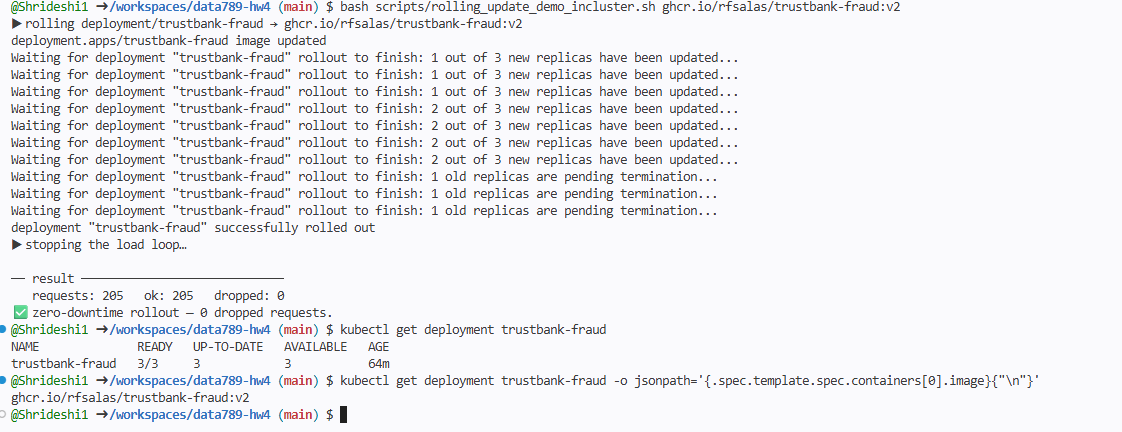 @Shrideshi1 ➜/workspaces/data789-hw4 (main) $ bash scripts/rolling_update_demo_incluster.sh ghcr.io/rfsalas/trustbank-fraud:v2
▶ rolling deployment/trustbank-fraud → ghcr.io/rfsalas/trustbank-fraud:v2
deployment.apps/trustbank-fraud image updated
Waiting for deployment "trustbank-fraud" rollout to finish: 1 out of 3 new replicas have been updated...
Waiting for deployment "trustbank-fraud" rollout to finish: 1 out of 3 new replicas have been updated...
Waiting for deployment "trustbank-fraud" rollout to finish: 1 out of 3 new replicas have been updated...
Waiting for deployment "trustbank-fraud" rollout to finish: 2 out of 3 new replicas have been updated...
Waiting for deployment "trustbank-fraud" rollout to finish: 2 out of 3 new replicas have been updated...
Waiting for deployment "trustbank-fraud" rollout to finish: 2 out of 3 new replicas have been updated...
Waiting for deployment "trustbank-fraud" rollout to finish: 2 out of 3 new replicas have been updated...
Waiting for deployment "trustbank-fraud" rollout to finish: 1 old replicas are pending termination...
Waiting for deployment "trustbank-fraud" rollout to finish: 1 old replicas are pending termination...
Waiting for deployment "trustbank-fraud" rollout to finish: 1 old replicas are pending termination...
deployment "trustbank-fraud" successfully rolled out
▶ stopping the load loop…
── result ──────────────────────────
requests: 205   ok: 205   dropped: 0
✅ zero-downtime rollout — 0 dropped requests.
@Shrideshi1 ➜/workspaces/data789-hw4 (main) $ kubectl get deployment trustbank-fraud
NAME              READY   UP-TO-DATE   AVAILABLE   AGE
trustbank-fraud   3/3     3            3           64m
@Shrideshi1 ➜/workspaces/data789-hw4 (main) $ kubectl get deployment trustbank-fraud -o jsonpath='{.spec.template.spec.containers[0].image}{"\n"}'
ghcr.io/rfsalas/trustbank-fraud:v2
@Shrideshi1 ➜/workspaces/data789-hw4 (main) $